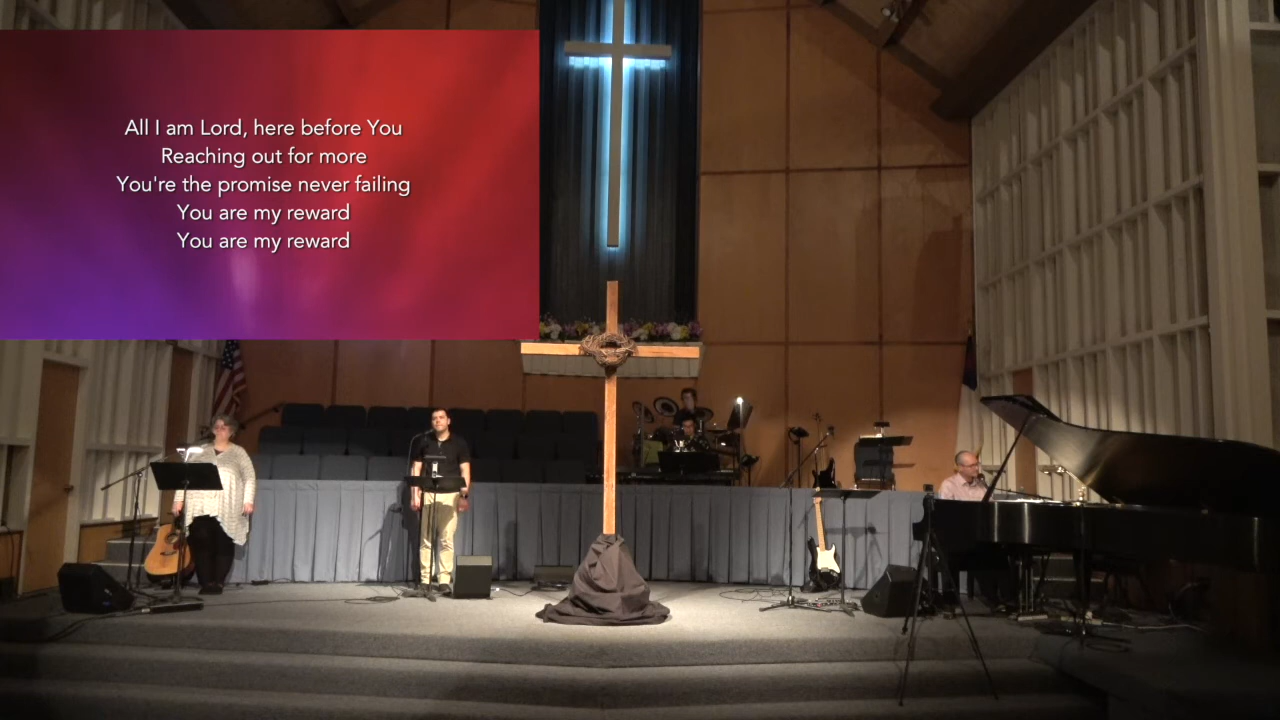 All I am Lord, here before You
Reaching out for more
You're the promise never failing
You are my reward
You are my reward